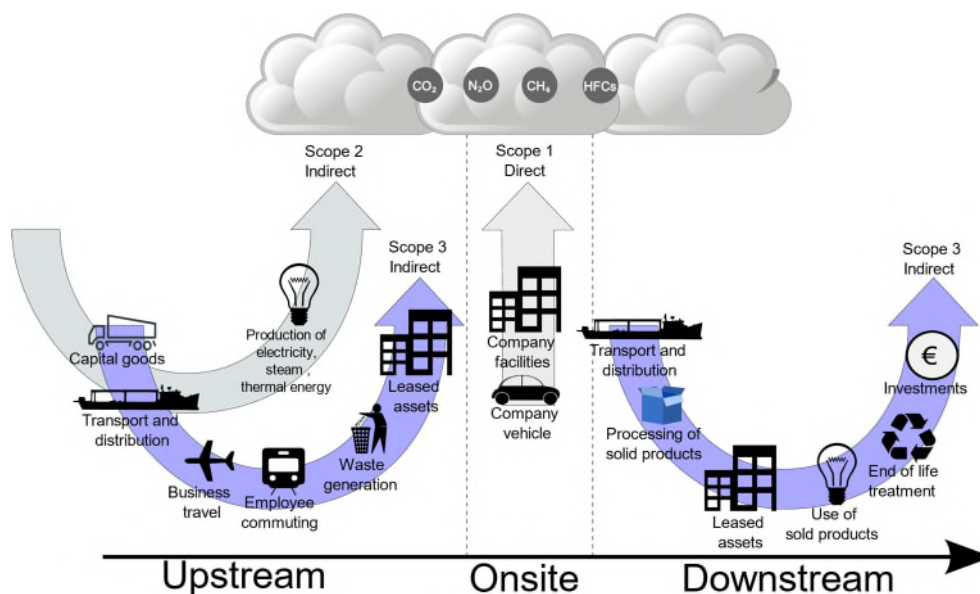 CO₂
N₂O
CH₄
HFCs
Scope 2
Indirect
Scope 1
Direct
Scope 3
Indirect
Scope 3
Indirect
Capital goods
Transport and
distribution
Business
travel
Employee
commuting
Waste
generation
Leased
assets
Production of
electricity,
steam ,
thermal energy
Company
facilities
Company
vehicle
Transport and
distribution
Processing of
solid products
Leased
assets
Use of
sold products
End of life
treatment
€
Investments
Upstream
Onsite
Downstream